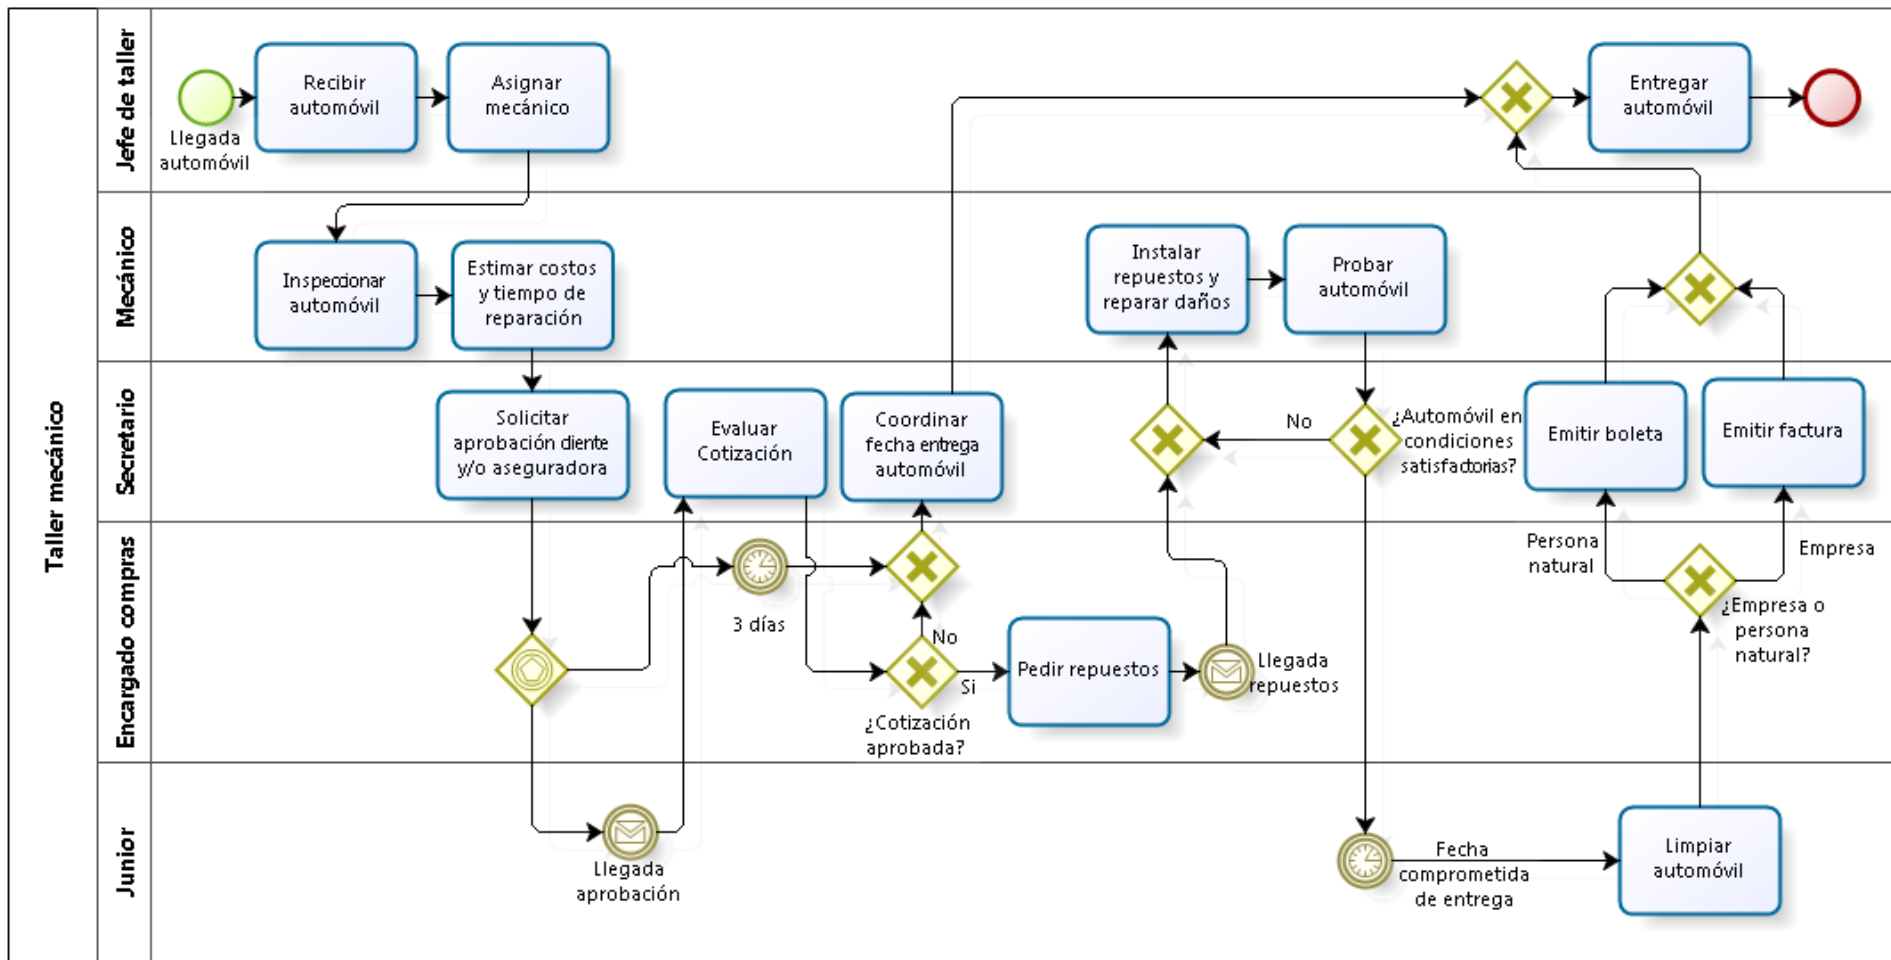 Taller mecánico
Jefe de taller
Llegada
automóvil
Recibir
automóvil
Asignar
mecánico
Entregar
automóvil
Mecánico
Inspeccionar
automóvil
Estimar costos
y tiempo de
reparación
Instalar
repuestos y
reparar daños
Probar
automóvil
Secretario
Solicitar
aprobación cliente
y/o aseguradora
Evaluar
Cotización
Coordinar
fecha entrega
automóvil
No
¿Automóvil en
condiciones
satisfactorias?
Emitir boleta
Emitir factura
Encargado compras
3 días
No
Si
¿Cotización
aprobada?
Pedir repuestos
Llegada
repuestos
Persona
natural
Empresa
¿Empresa o
persona
natural?
Junior
Llegada
aprobación
Fecha
comprometida
de entrega
Limpiar
automóvil